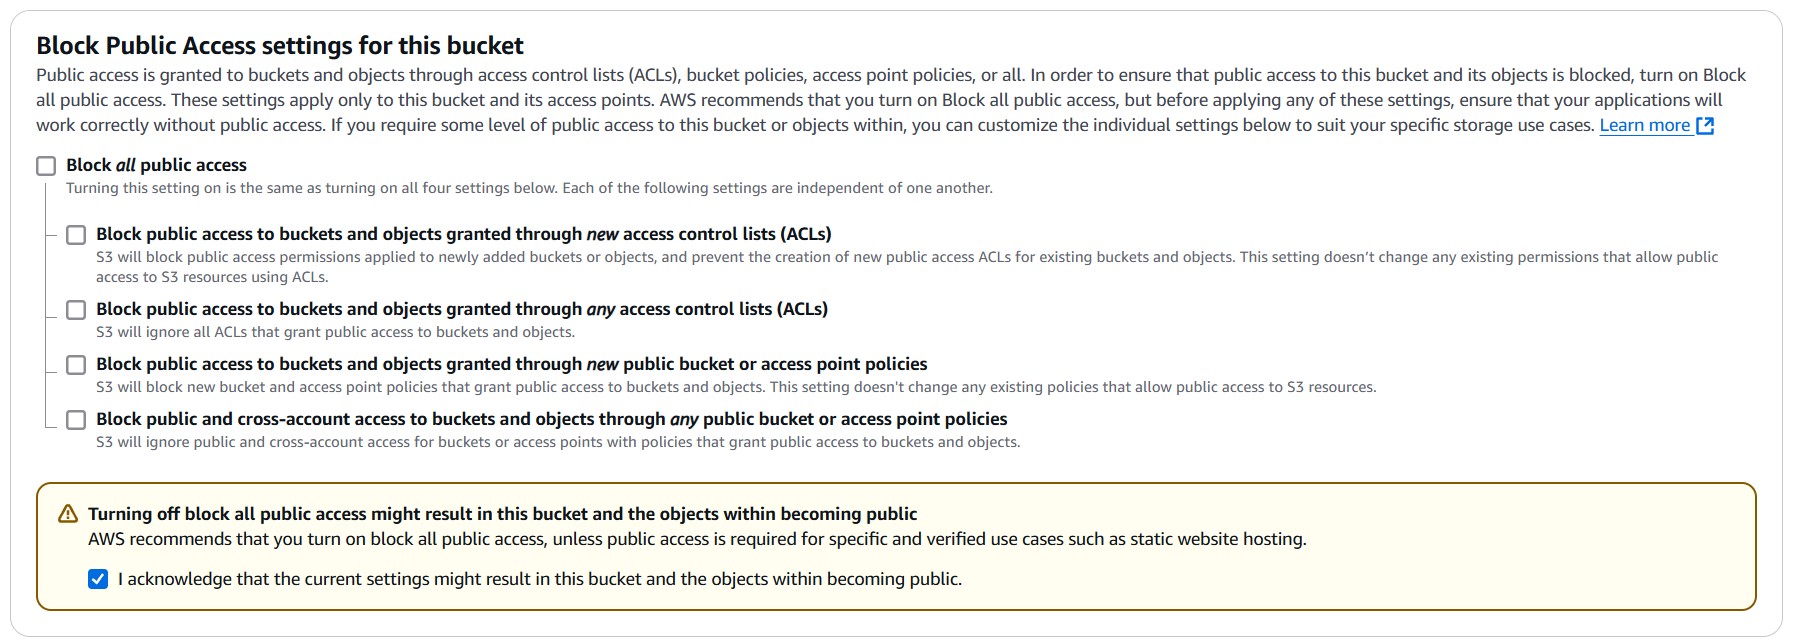 Block Public Access settings for this bucket
Public access is granted to buckets and objects through access control lists (ACLs), bucket policies, access point policies, or all. In order to ensure that public access to this bucket and its objects is blocked, turn on Block
all public access. These settings apply only to this bucket and its access points. AWS recommends that you turn on Block all public access, but before applying any of these settings, ensure that your applications will
work correctly without public access. If you require some level of public access to this bucket or objects within, you can customize the individual settings below to suit your specific storage use cases. Learn more
Block all public access
Turning this setting on is the same as turning on all four settings below. Each of the following settings are independent of one another.
Block public access to buckets and objects granted through new access control lists (ACLs)
S3 will block public access permissions applied to newly added buckets or objects, and prevent the creation of new public access ACLs for existing buckets and objects. This setting doesn’t change any existing permissions that allow public
access to S3 resources using ACLs.
Block public access to buckets and objects granted through any access control lists (ACLs)
S3 will ignore all ACLs that grant public access to buckets and objects.
Block public access to buckets and objects granted through new public bucket or access point policies
S3 will block new bucket and access point policies that grant public access to buckets and objects. This setting doesn't change any existing policies that allow public access to S3 resources.
Block public and cross-account access to buckets and objects through any public bucket or access point policies
S3 will ignore public and cross-account access for buckets or access points with policies that grant public access to buckets and objects.
Turning off block all public access might result in this bucket and the objects within becoming public
AWS recommends that you turn on block all public access, unless public access is required for specific and verified use cases such as static website hosting.
I acknowledge that the current settings might result in this bucket and the objects within becoming public.